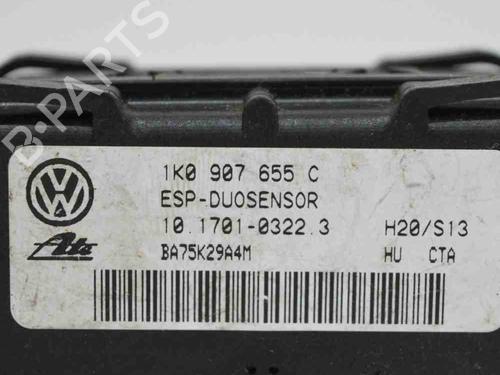 B-PARTS
1K0 907 655 C
ESP-DUOSENSOR
10.1701-0322.3 H20/S13
BA75K29A4M HU CTA
Ate